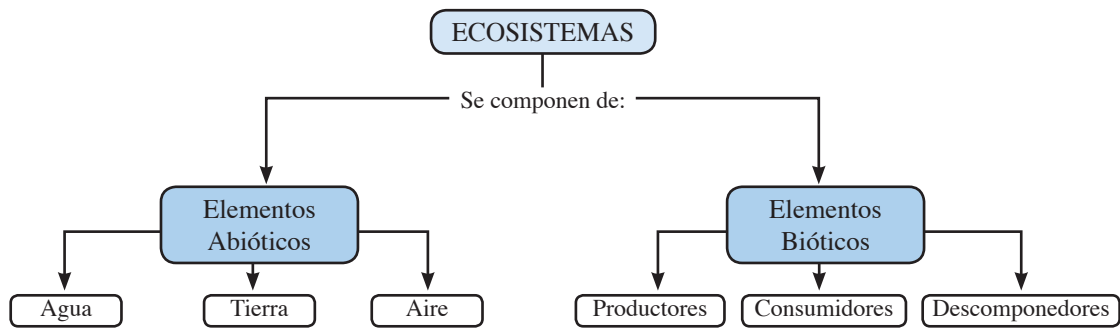 ECOSISTEMAS
Se componen de:
Elementos
Abióticos
Elementos
Bióticos
Agua
Tierra
Aire
Productores
Consumidores
Descomponedores